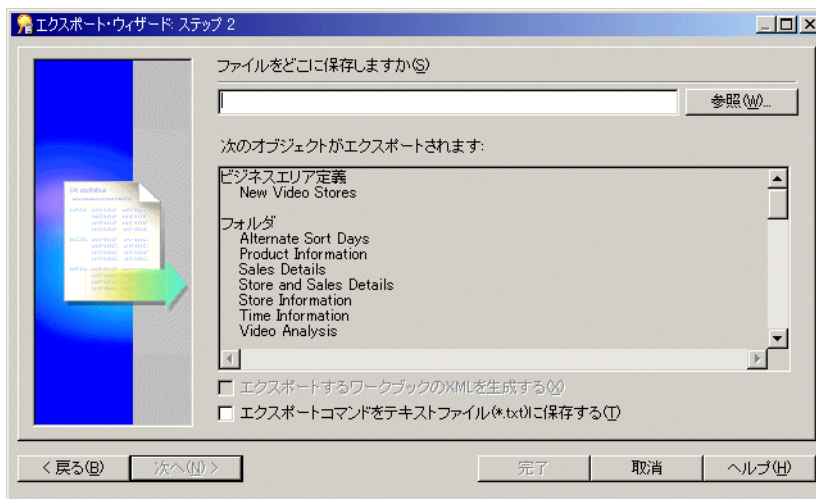 エクスポート・ウィザード: ステップ 2
ファイルをどこに保存しますか(S)
参照(W)...
次のオブジェクトがエクスポートされます:
ビジネスエリア定義
New Video Stores
フォルダ
Alternate Sort Days
Product Information
Sales Details
Store and Sales Details
Store Information
Time Information
Video Analysis
エクスポートするワークブックのXMLを生成する(X)
エクスポートコマンドをテキストファイル(*.txt)に保存する(T)
< 戻る(B) 次へ(N) > 完了 取消 ヘルプ(H)